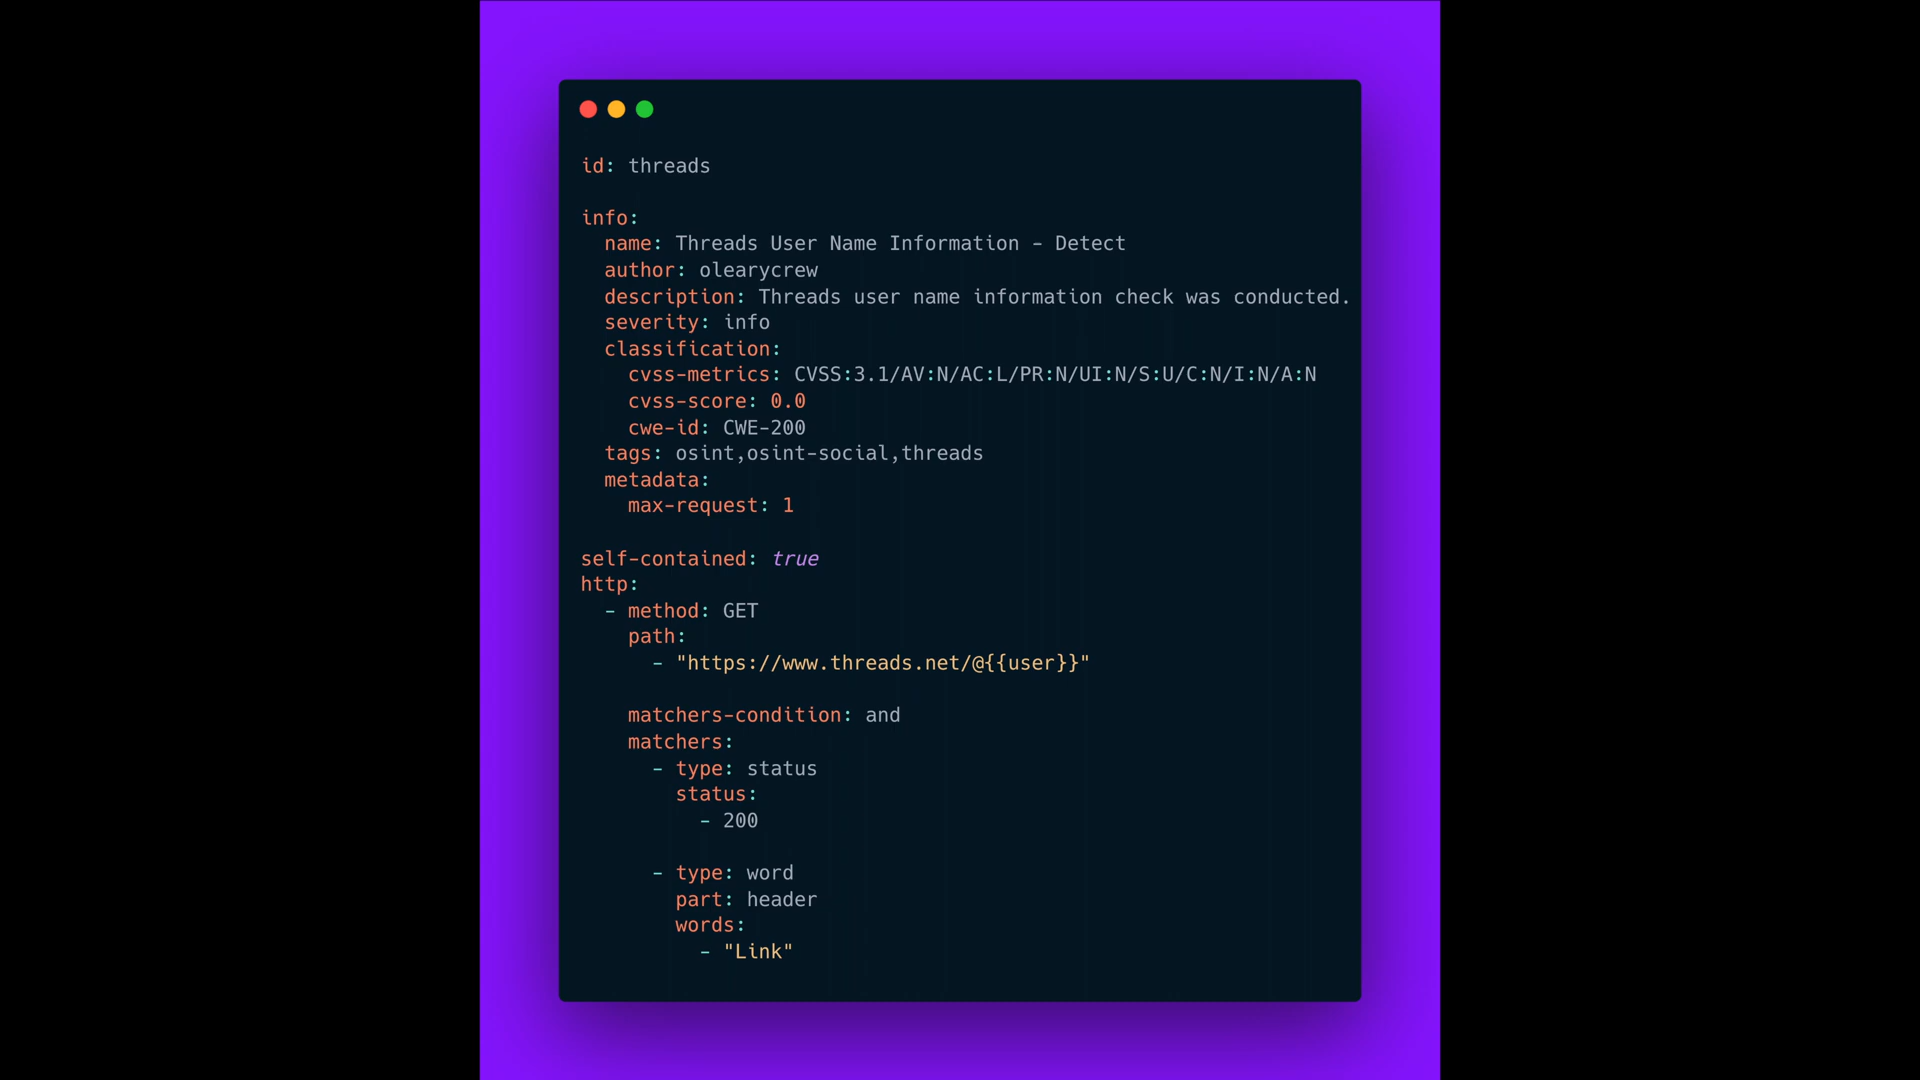 id: threads
info:
name: Threads User Name Information - Detect
author: olearycrew
description: Threads user name information check was conducted.
severity: info
classification:
cvss-metrics: CVSS:3.1/AV:N/AC:L/PR:N/UI:N/S:U/C:N/I:N/A:N
cvss-score: 0.0
cwe-id: CWE-200
tags: osint,osint-social,threads
metadata:
max-request: 1
self-contained: true
http:
- method: GET
path:
- "https://www.threads.net/@{{user}}"
matchers-condition: and
matchers:
- type: status
status:
- 200
- type: word
part: header
words:
- "Link"